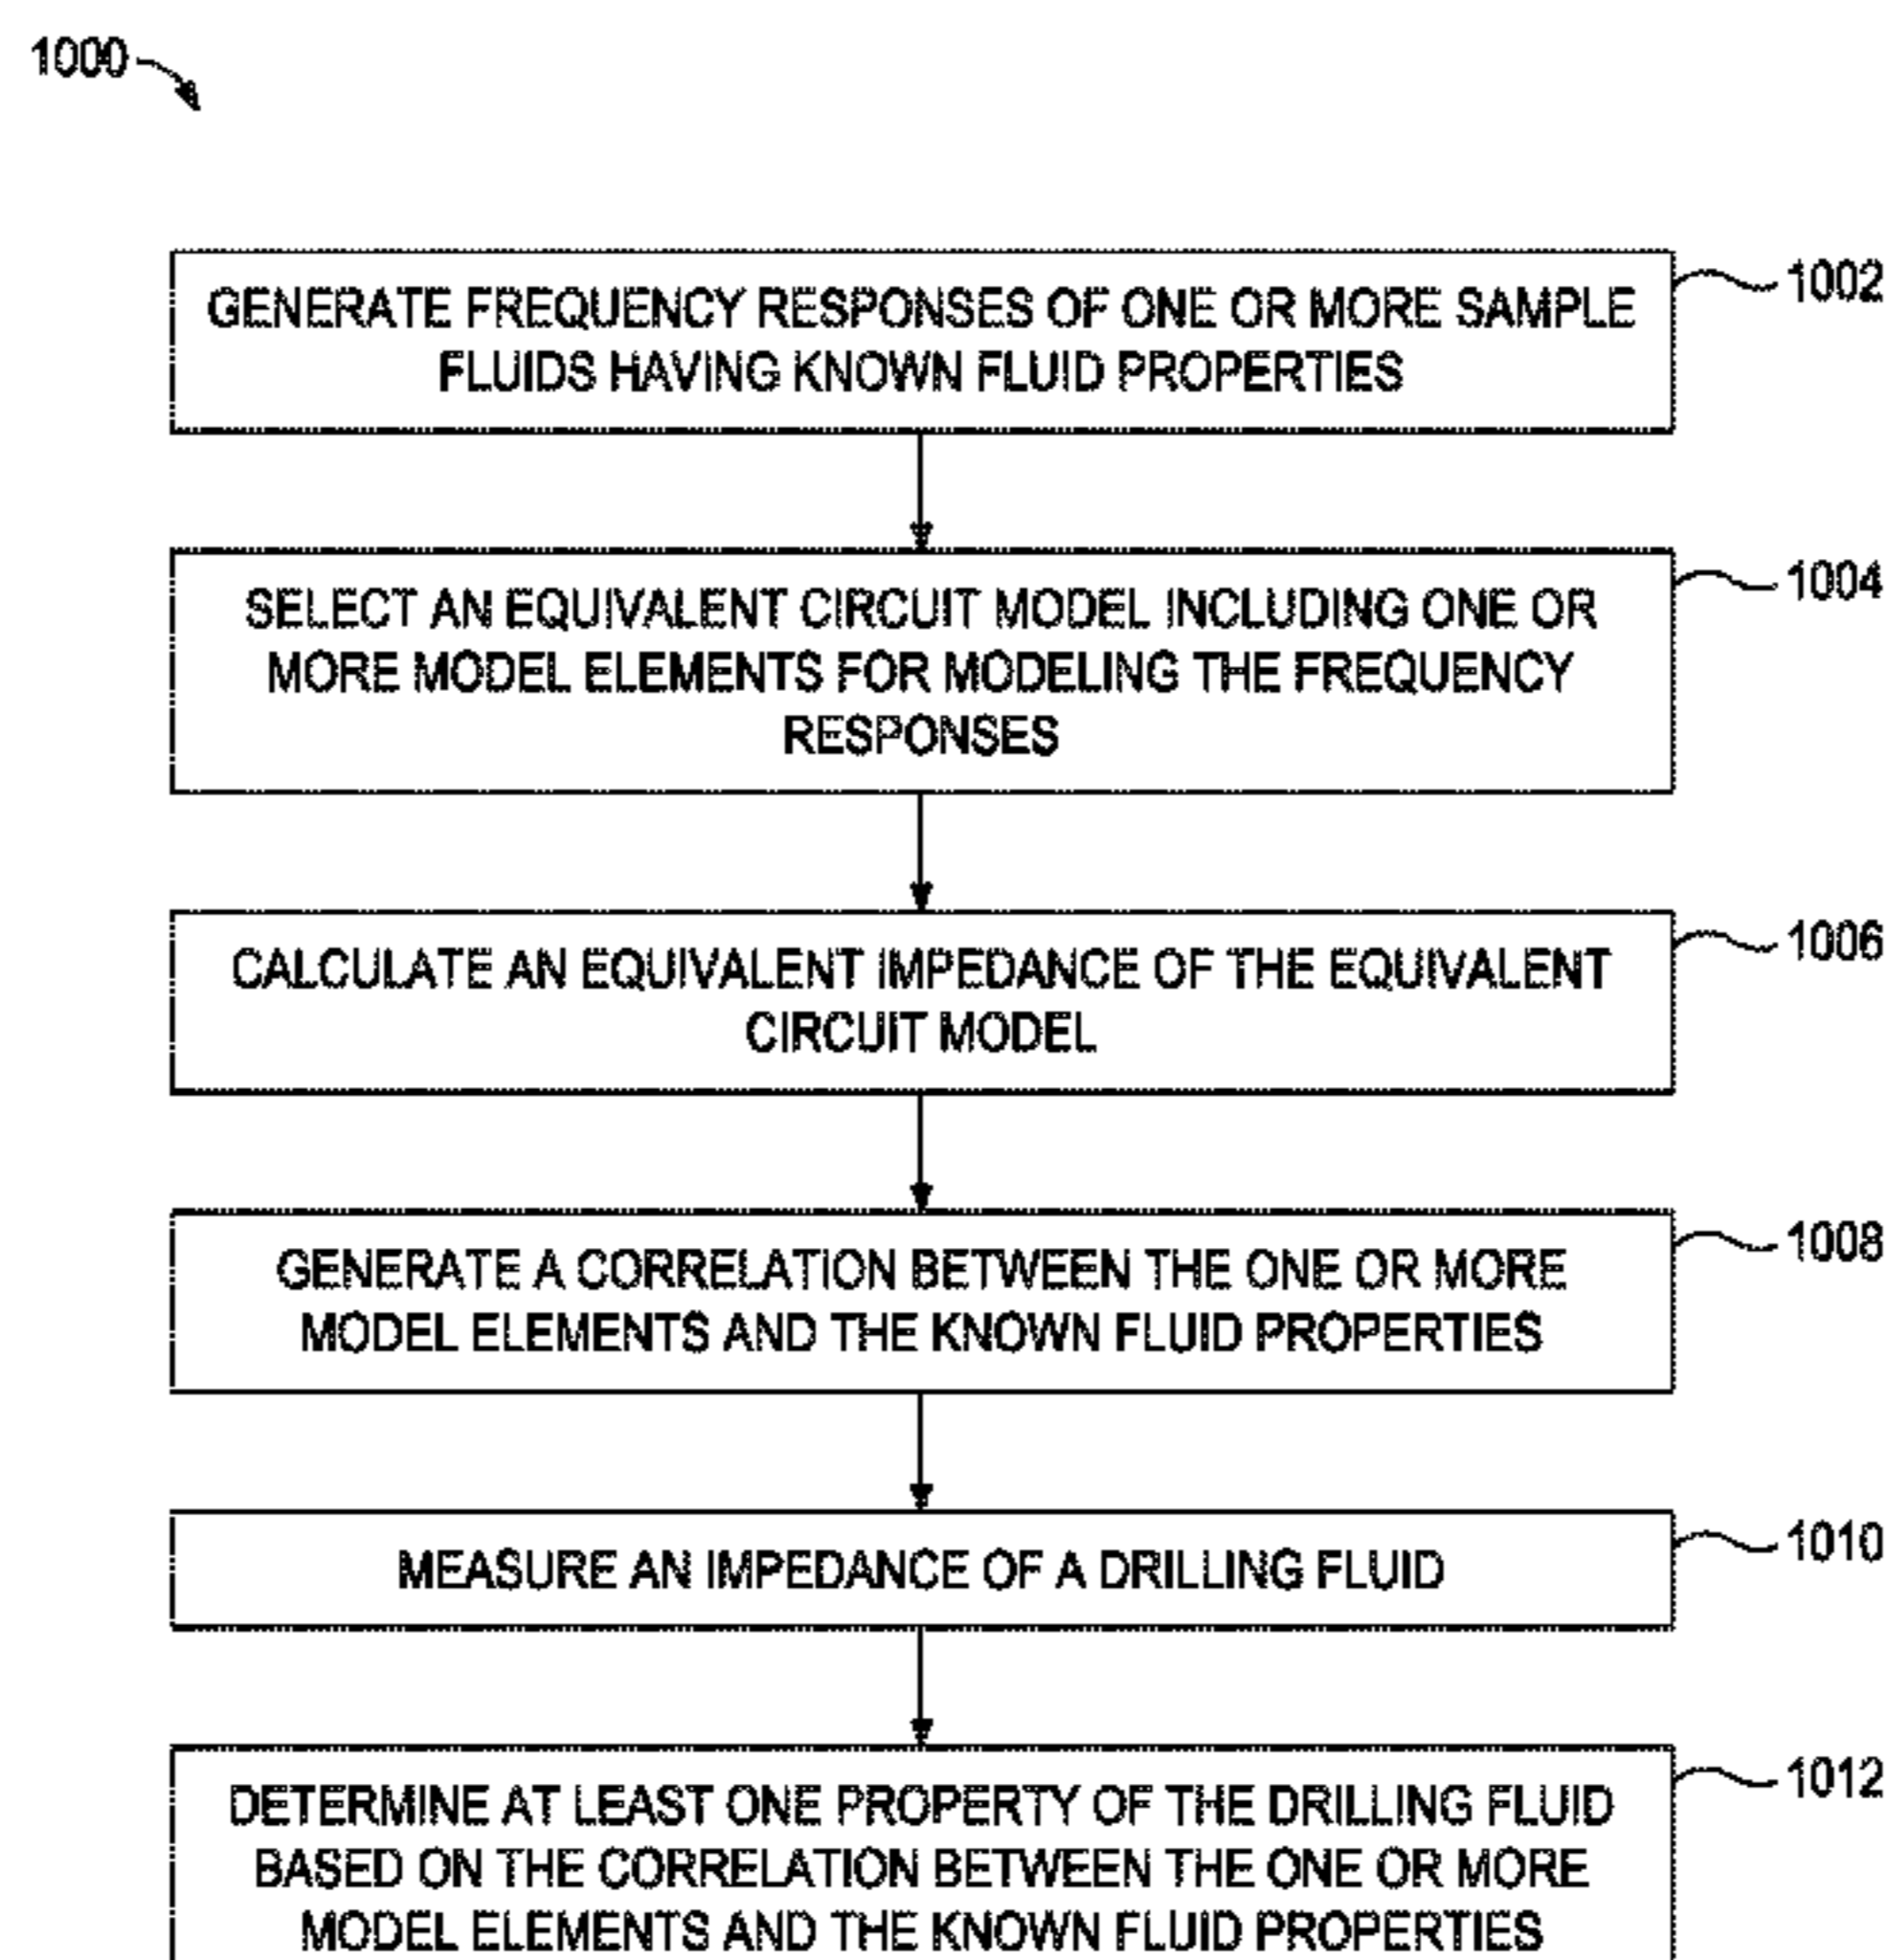 1000
GENERATE FREQUENCY RESPONSES OF ONE OR MORE SAMPLE
FLUIDS HAVING KNOWN FLUID PROPERTIES
1002
SELECT AN EQUIVALENT CIRCUIT MODEL INCLUDING ONE OR
MORE MODEL ELEMENTS FOR MODELING THE FREQUENCY
RESPONSES
1004
CALCULATE AN EQUIVALENT IMPEDANCE OF THE EQUIVALENT
CIRCUIT MODEL
1006
GENERATE A CORRELATION BETWEEN THE ONE OR MORE
MODEL ELEMENTS AND THE KNOWN FLUID PROPERTIES
1008
MEASURE AN IMPEDANCE OF A DRILLING FLUID
1010
DETERMINE AT LEAST ONE PROPERTY OF THE DRILLING FLUID
BASED ON THE CORRELATION BETWEEN THE ONE OR MORE
MODEL ELEMENTS AND THE KNOWN FLUID PROPERTIES
1012